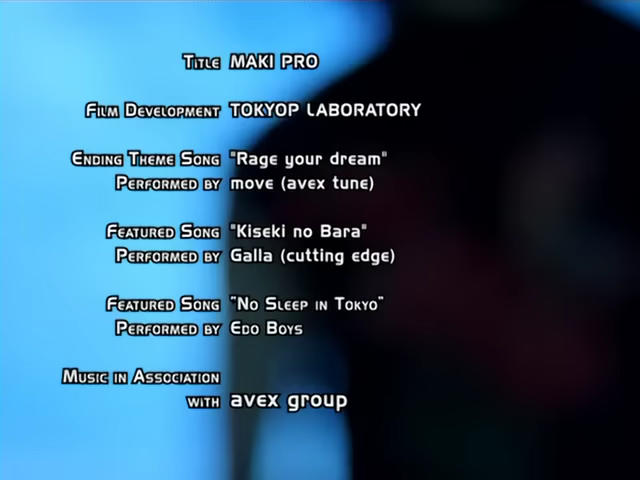 Title MAKI PRO
Film Development TOKYOP LABORATORY
Ending Theme Song "Rage your dream"
Performed by move (avex tune)
Featured Song "Kiseki no Bara"
Performed by Galla (cutting edge)
Featured Song "No Sleep in Tokyo"
Performed by Edo Boys
Music in Association
with avex group